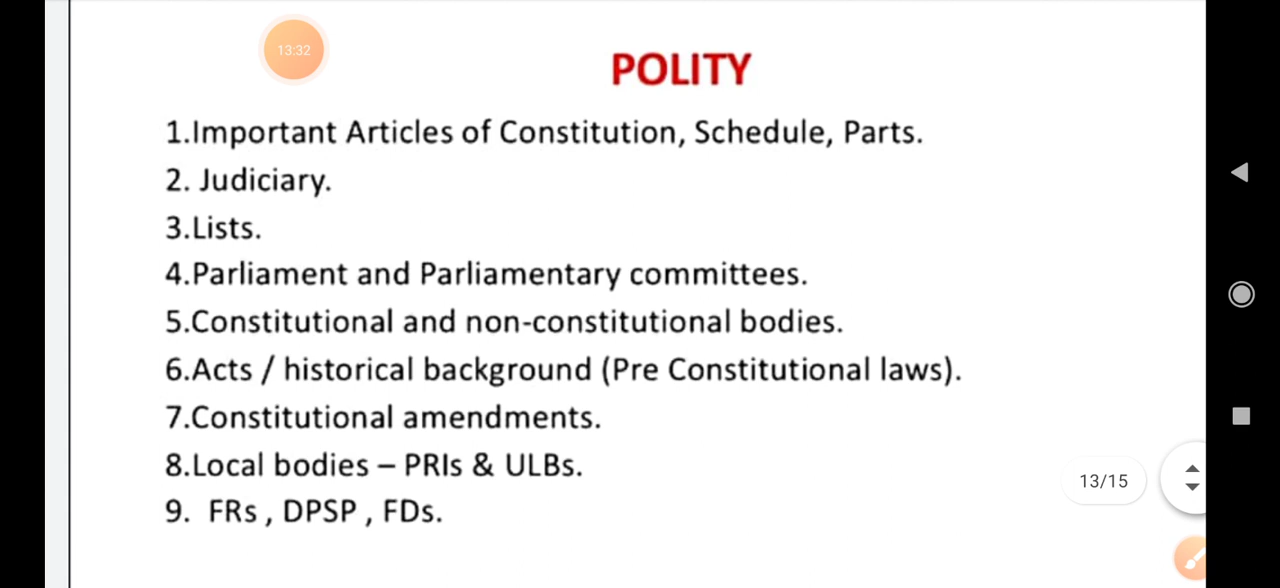 13:32
POLITY
1.Important Articles of Constitution, Schedule, Parts.
2. Judiciary.
3.Lists.
4.Parliament and Parliamentary committees.
5.Constitutional and non-constitutional bodies.
6.Acts / historical background (Pre Constitutional laws).
7.Constitutional amendments.
8.Local bodies – PRIs & ULBs.
13/15
9. FRs , DPSP , FDs.